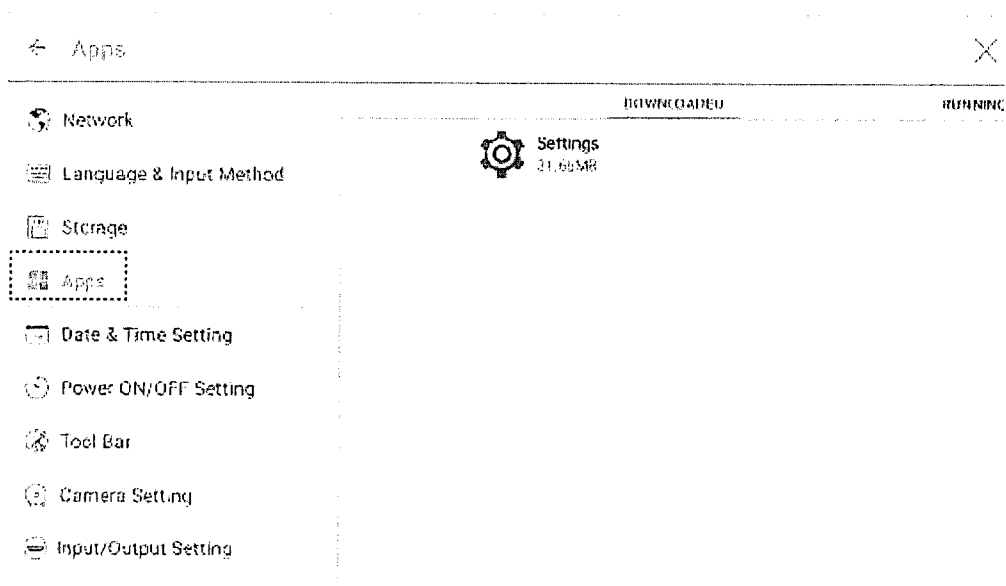 Apps
Network
Language & Input Method
Storage
Apps
Date & Time Setting
Power ON/OFF Setting
Tool Bar
Camera Setting
Input/Output Setting
DOWNLOADED
RUNNING
Settings
31.66MB